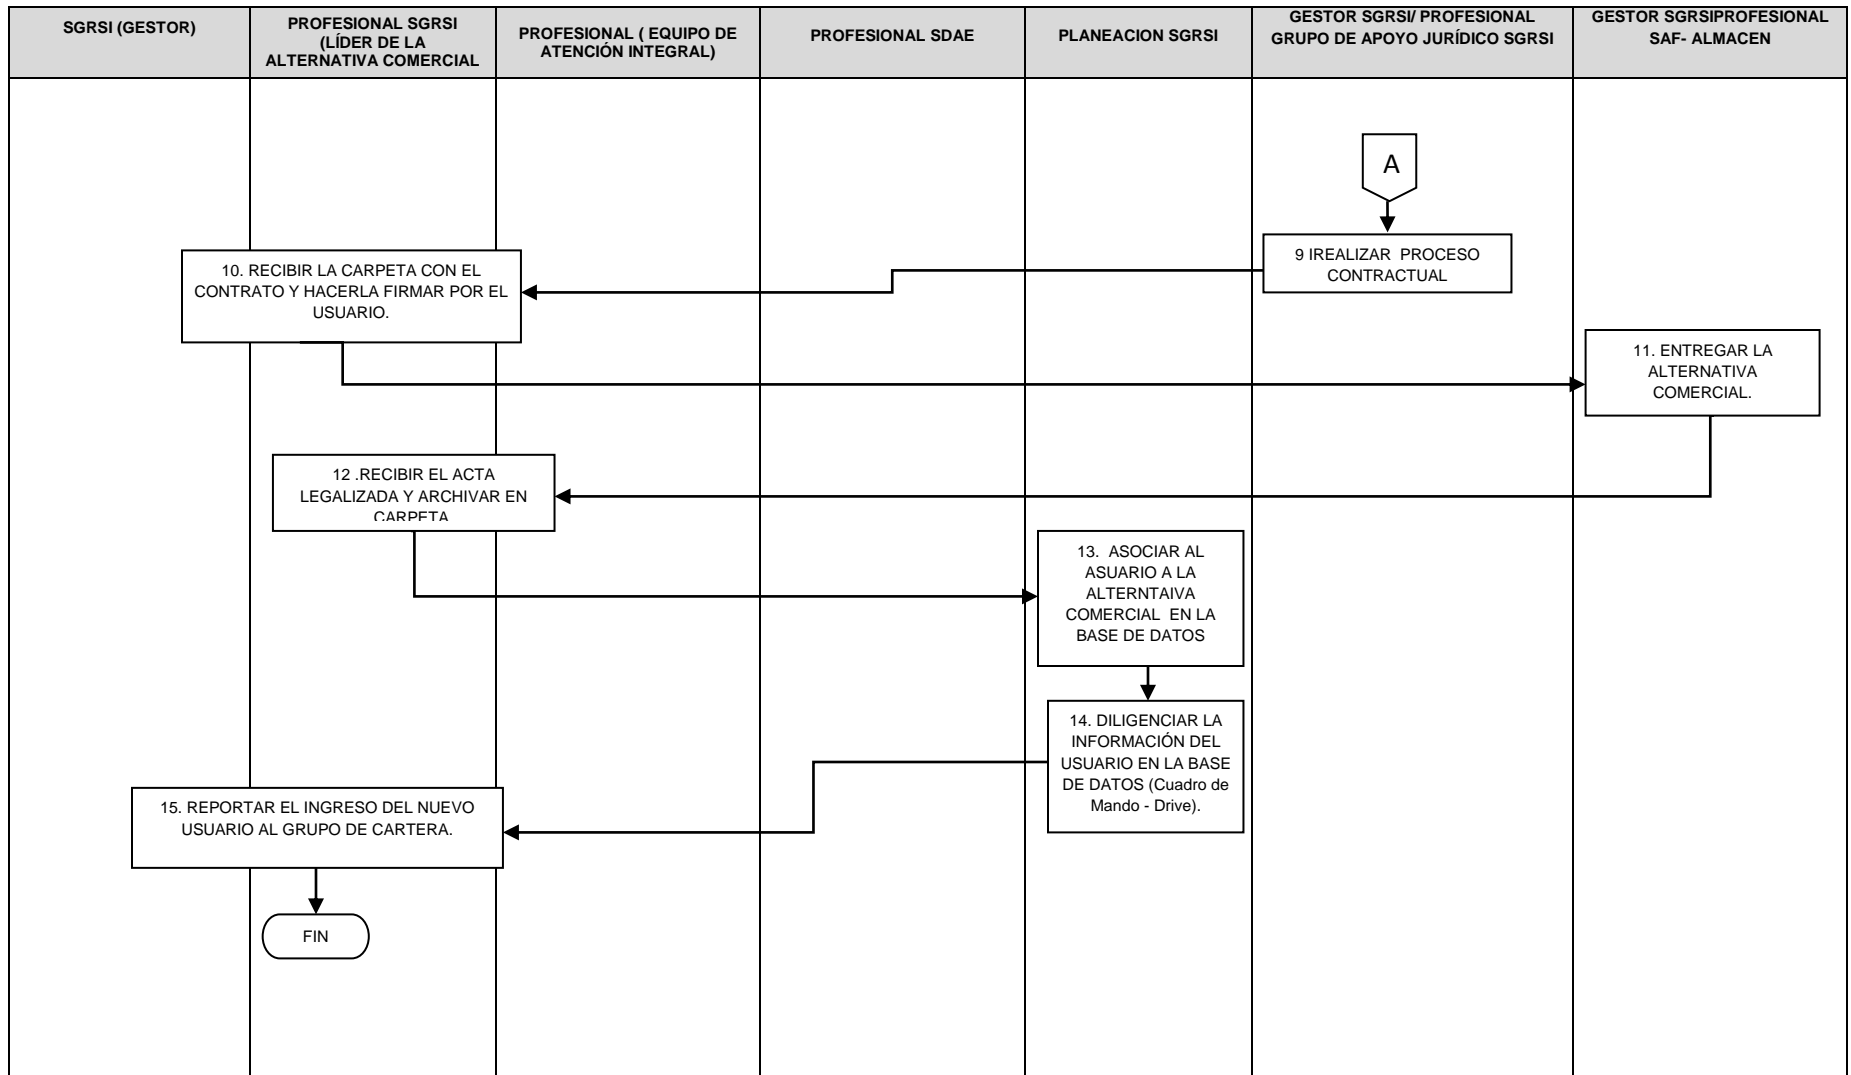 SGRSI (GESTOR)
PROFESIONAL SGRSI
(LÍDER DE LA
ALTERNATIVA COMERCIAL
PROFESIONAL ( EQUIPO DE
ATENCIÓN INTEGRAL)
PROFESIONAL SDAE
PLANEACION SGRSI
GESTOR SGRSI/ PROFESIONAL
GRUPO DE APOYO JURÍDICO SGRSI
GESTOR SGRSIPROFESIONAL
SAF- ALMACEN
A
9 IREALIZAR PROCESO
CONTRACTUAL
10. RECIBIR LA CARPETA CON EL
CONTRATO Y HACERLA FIRMAR POR EL
USUARIO.
11. ENTREGAR LA
ALTERNATIVA
COMERCIAL.
12 .RECIBIR EL ACTA
LEGALIZADA Y ARCHIVAR EN
CARPETA
13. ASOCIAR AL
ASUARIO A LA
ALTERNTAIVA
COMERCIAL EN LA
BASE DE DATOS
14. DILIGENCIAR LA
INFORMACIÓN DEL
USUARIO EN LA BASE
DE DATOS (Cuadro de
Mando - Drive).
15. REPORTAR EL INGRESO DEL NUEVO
USUARIO AL GRUPO DE CARTERA.
FIN